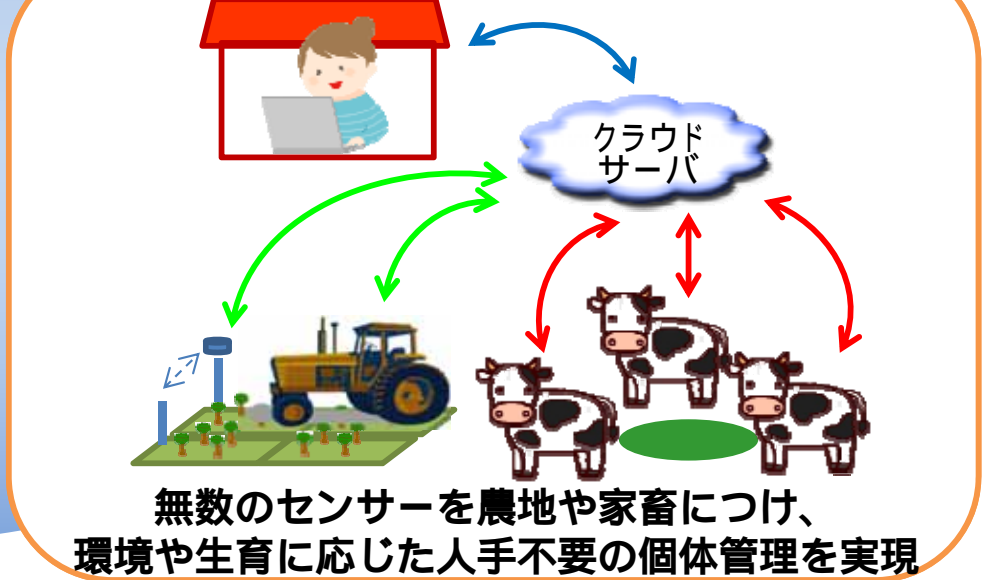 クラウド
サーバ
無数のセンサーを農地や家畜につけ、
環境や生育に応じた人手不要の個体管理を実現